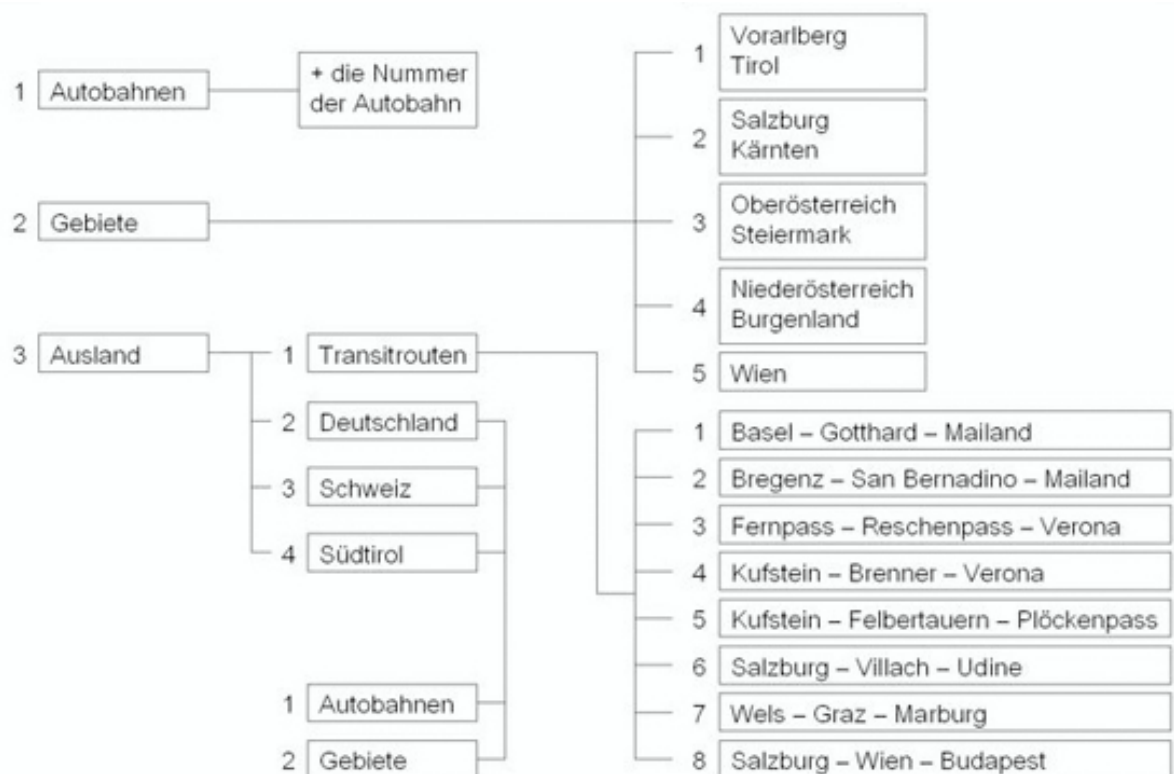 1 Autobahnen
+ die Nummer
der Autobahn
2 Gebiete
1 Vorarlberg
Tirol
2 Salzburg
Kärnten
3 Oberösterreich
Steiermark
4 Niederösterreich
Burgenland
5 Wien
3 Ausland
1 Transitrouten
2 Deutschland
3 Schweiz
4 Südtirol
1 Autobahnen
2 Gebiete
1 Basel – Gotthard – Mailand
2 Bregenz – San Bernadino – Mailand
3 Fernpass – Reschenpass – Verona
4 Kufstein – Brenner – Verona
5 Kufstein – Felbertauern – Plöckenpass
6 Salzburg – Villach – Udine
7 Wels – Graz – Marburg
8 Salzburg – Wien – Budapest